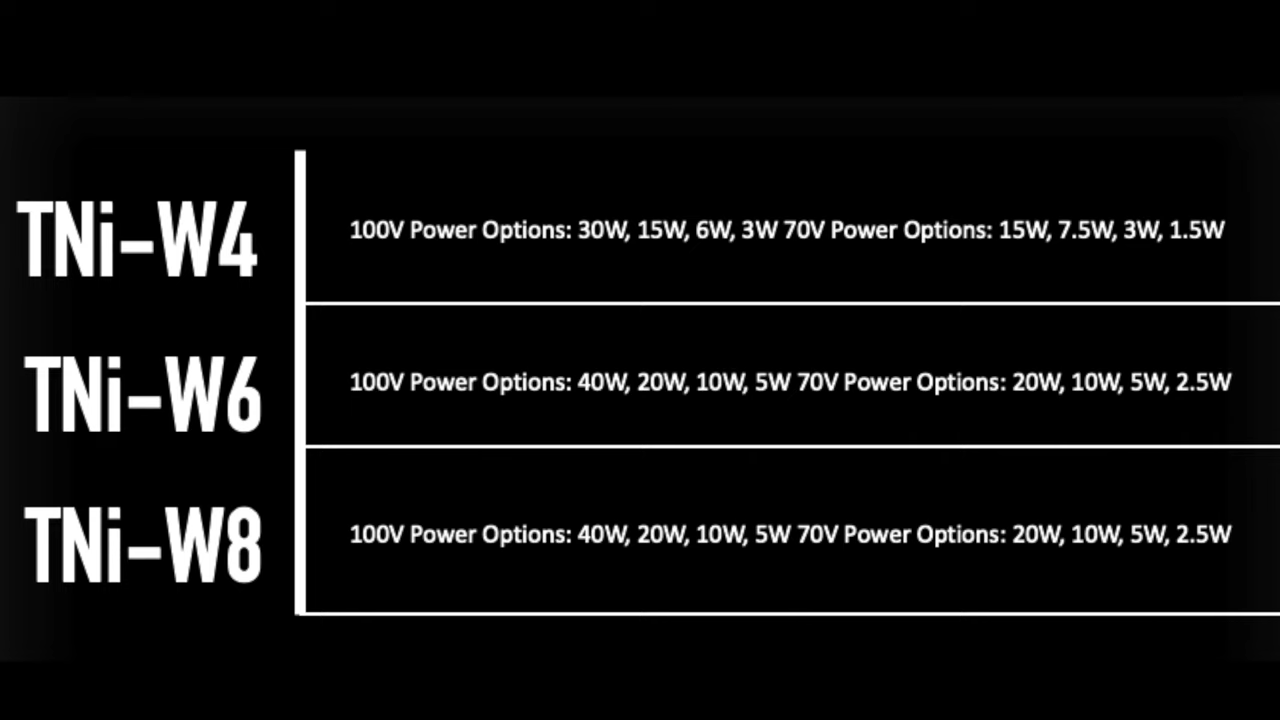 TNi-W4
100V Power Options: 30W, 15W, 6W, 3W 70V Power Options: 15W, 7.5W, 3W, 1.5W
TNi-W6
100V Power Options: 40W, 20W, 10W, 5W 70V Power Options: 20W, 10W, 5W, 2.5W
TNi-W8
100V Power Options: 40W, 20W, 10W, 5W 70V Power Options: 20W, 10W, 5W, 2.5W